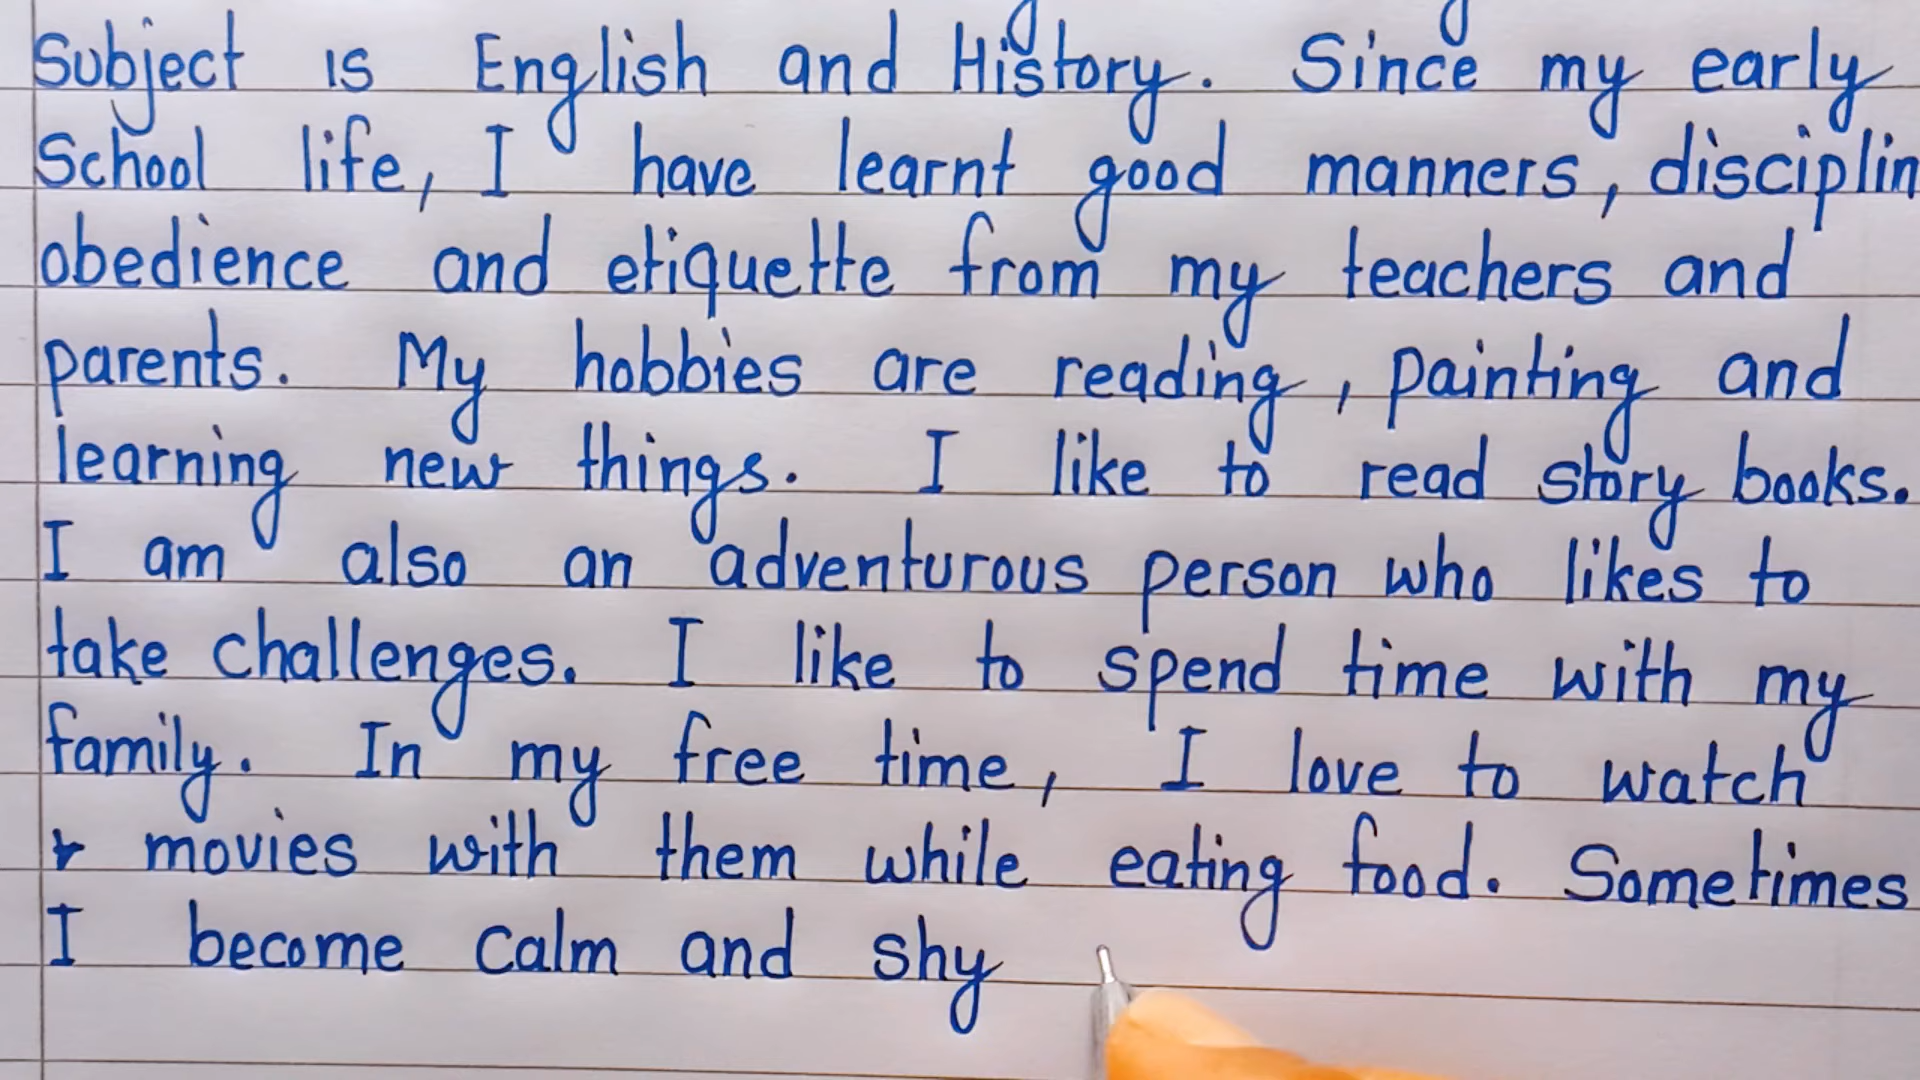 Subject is English and History. Since my early
School life, I have learnt good manners, disciplin
obedience and etiquette from my teachers and
parents. My hobbies are reading, painting and
learning new things. I like to read story books.
I am also an adventurous person who likes to
take challenges. I like to spend time with my
family. In my free time, I love to watch
movies with them while eating food. Sometimes
I become calm and shy